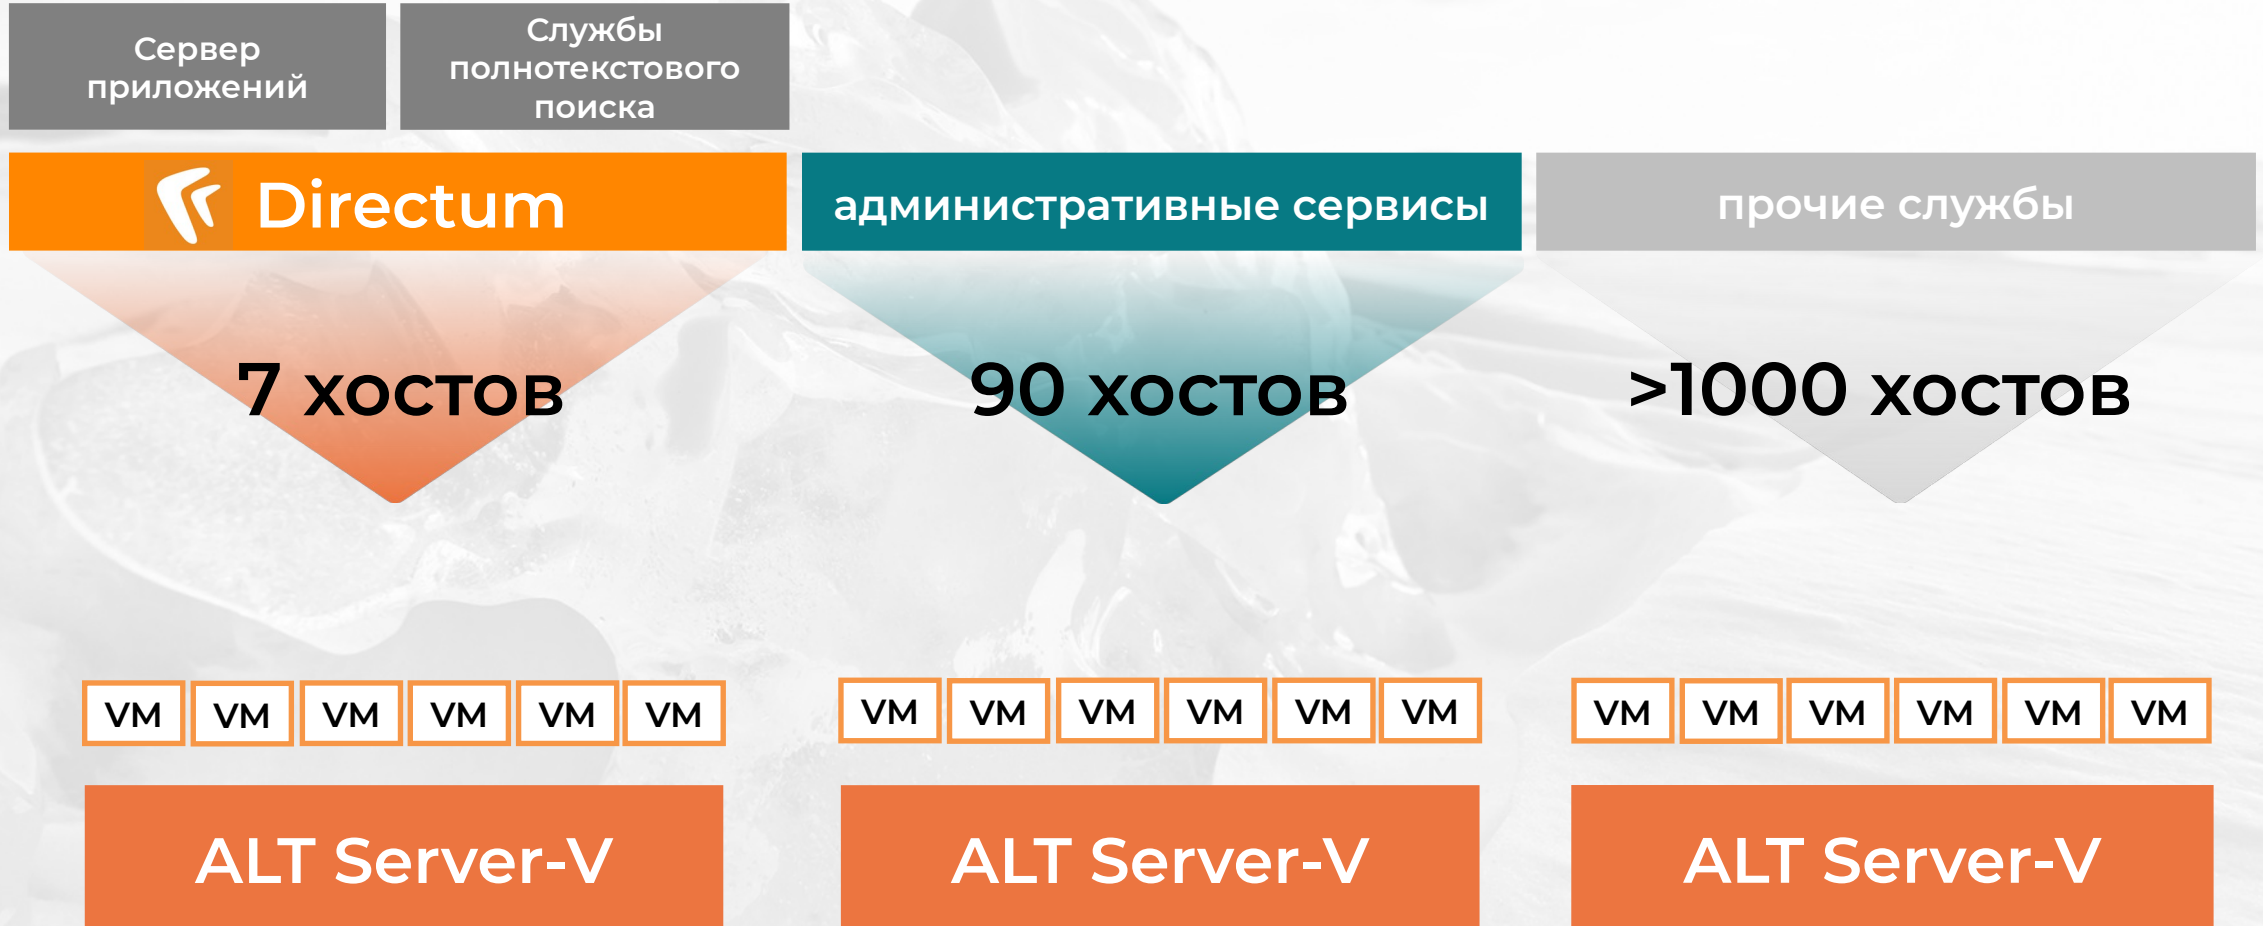 Сервер
приложений
Службы
полнотекстового
поиска
Directum
административные сервисы
прочие службы
7 хостов
90 хостов
>1000 хостов
VM VM VM VM VM VM
VM VM VM VM VM VM
VM VM VM VM VM VM
ALT Server-V
ALT Server-V
ALT Server-V